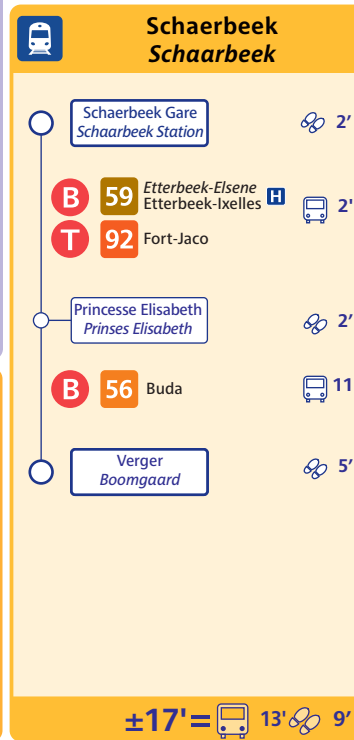 Schaerbeek
Schaarbeek
Schaerbeek Gare
Schaarbeek Station
2'
B 59 Etterbeek-Elsene
Etterbeek-Ixelles H
2'
T 92 Fort-Jaco
Princesse Elisabeth
Prinses Elisabeth
2'
B 56 Buda
11
Verger
Boomgaard
5'
±17'= 13' 9'